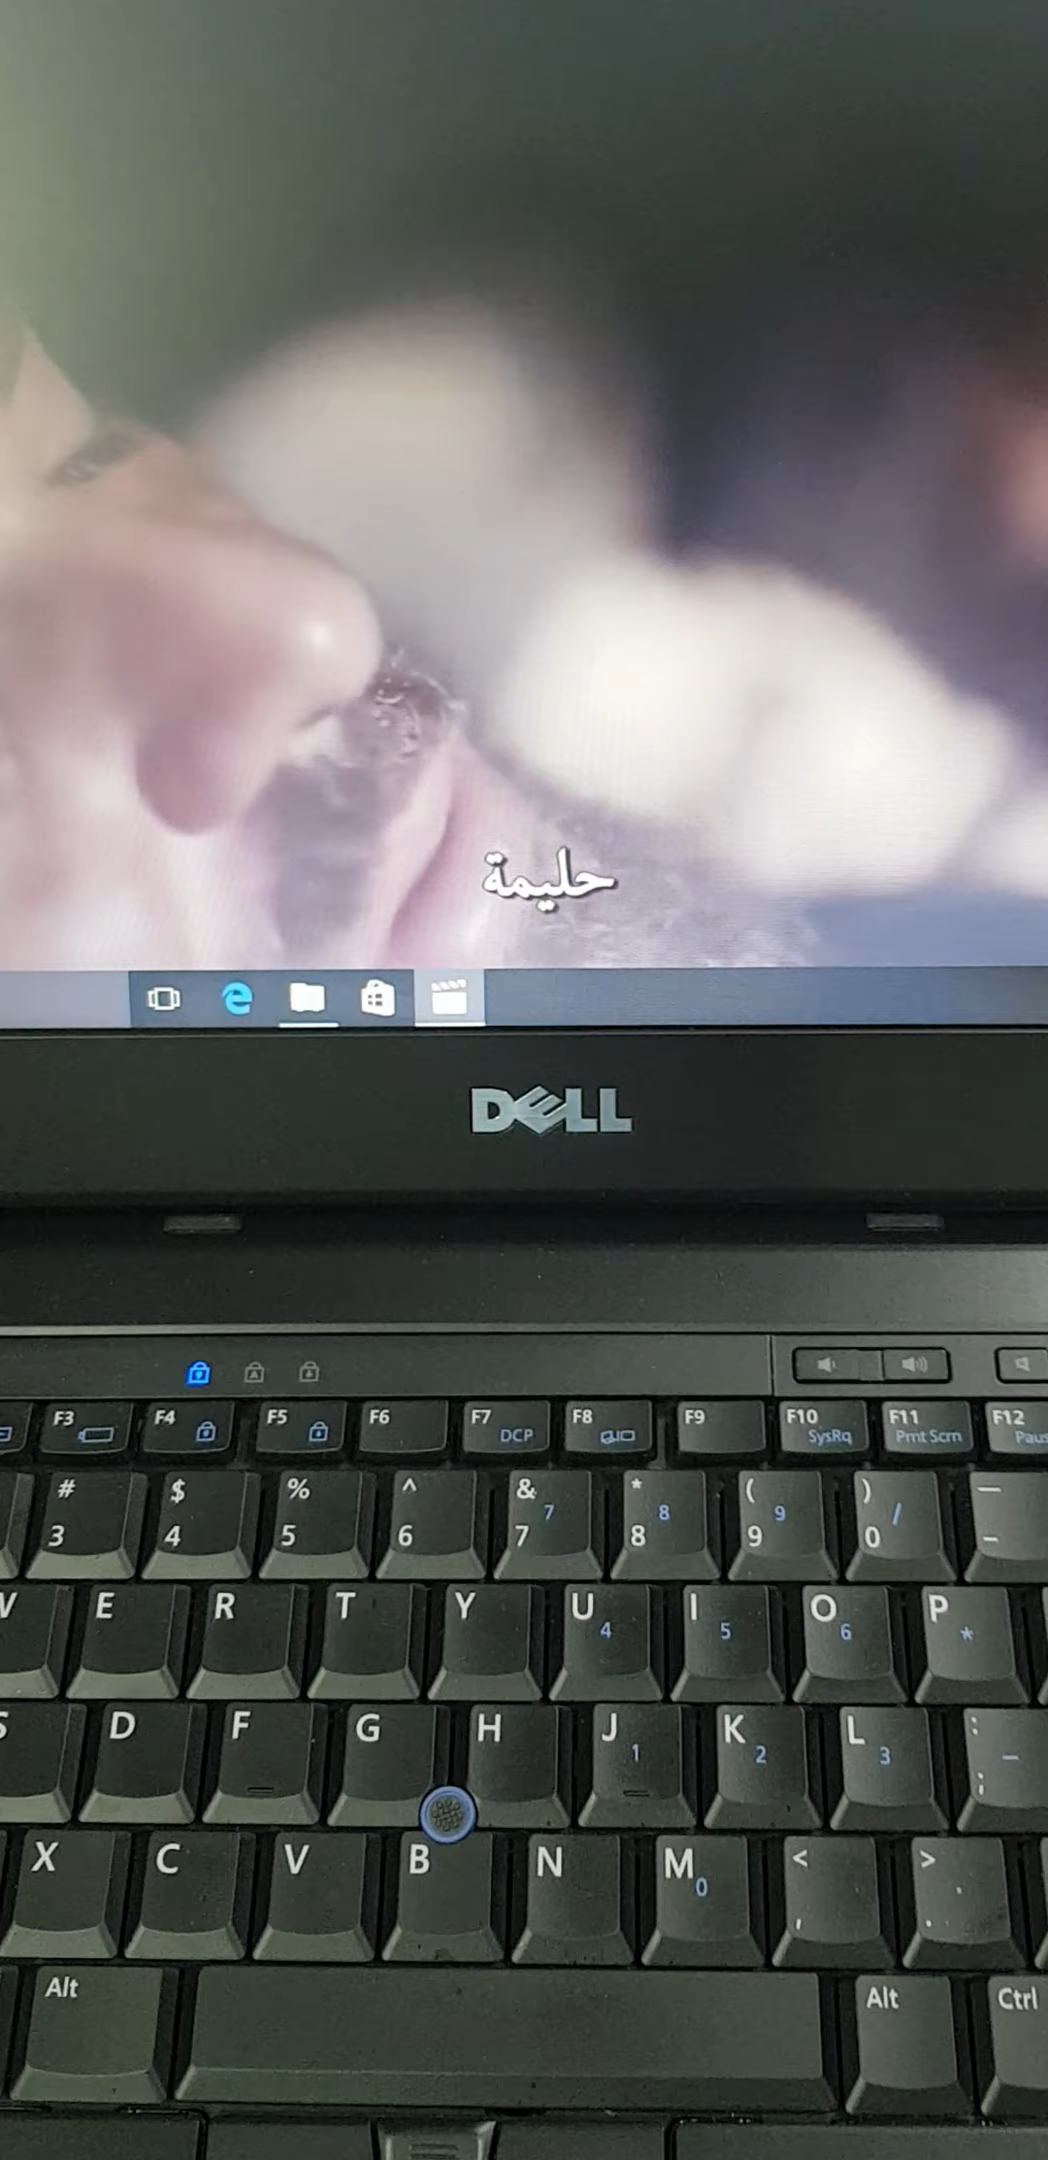 حليمة
DELL
F3 F4 F5 F6 F7 DCP F8 F9 F10 SysRq F11 Prnt Scrn F12 Paus
# 3 $ 4 % 5 ^ 6 & 7 7 * 8 8 ( 9 9 ) 0 / — -
E R T Y U 4 I 5 O 6 P *
S D F G H J 1 K 2 L 3 : ; –
X C V B N M 0 < , > . .
Alt Alt Ctrl